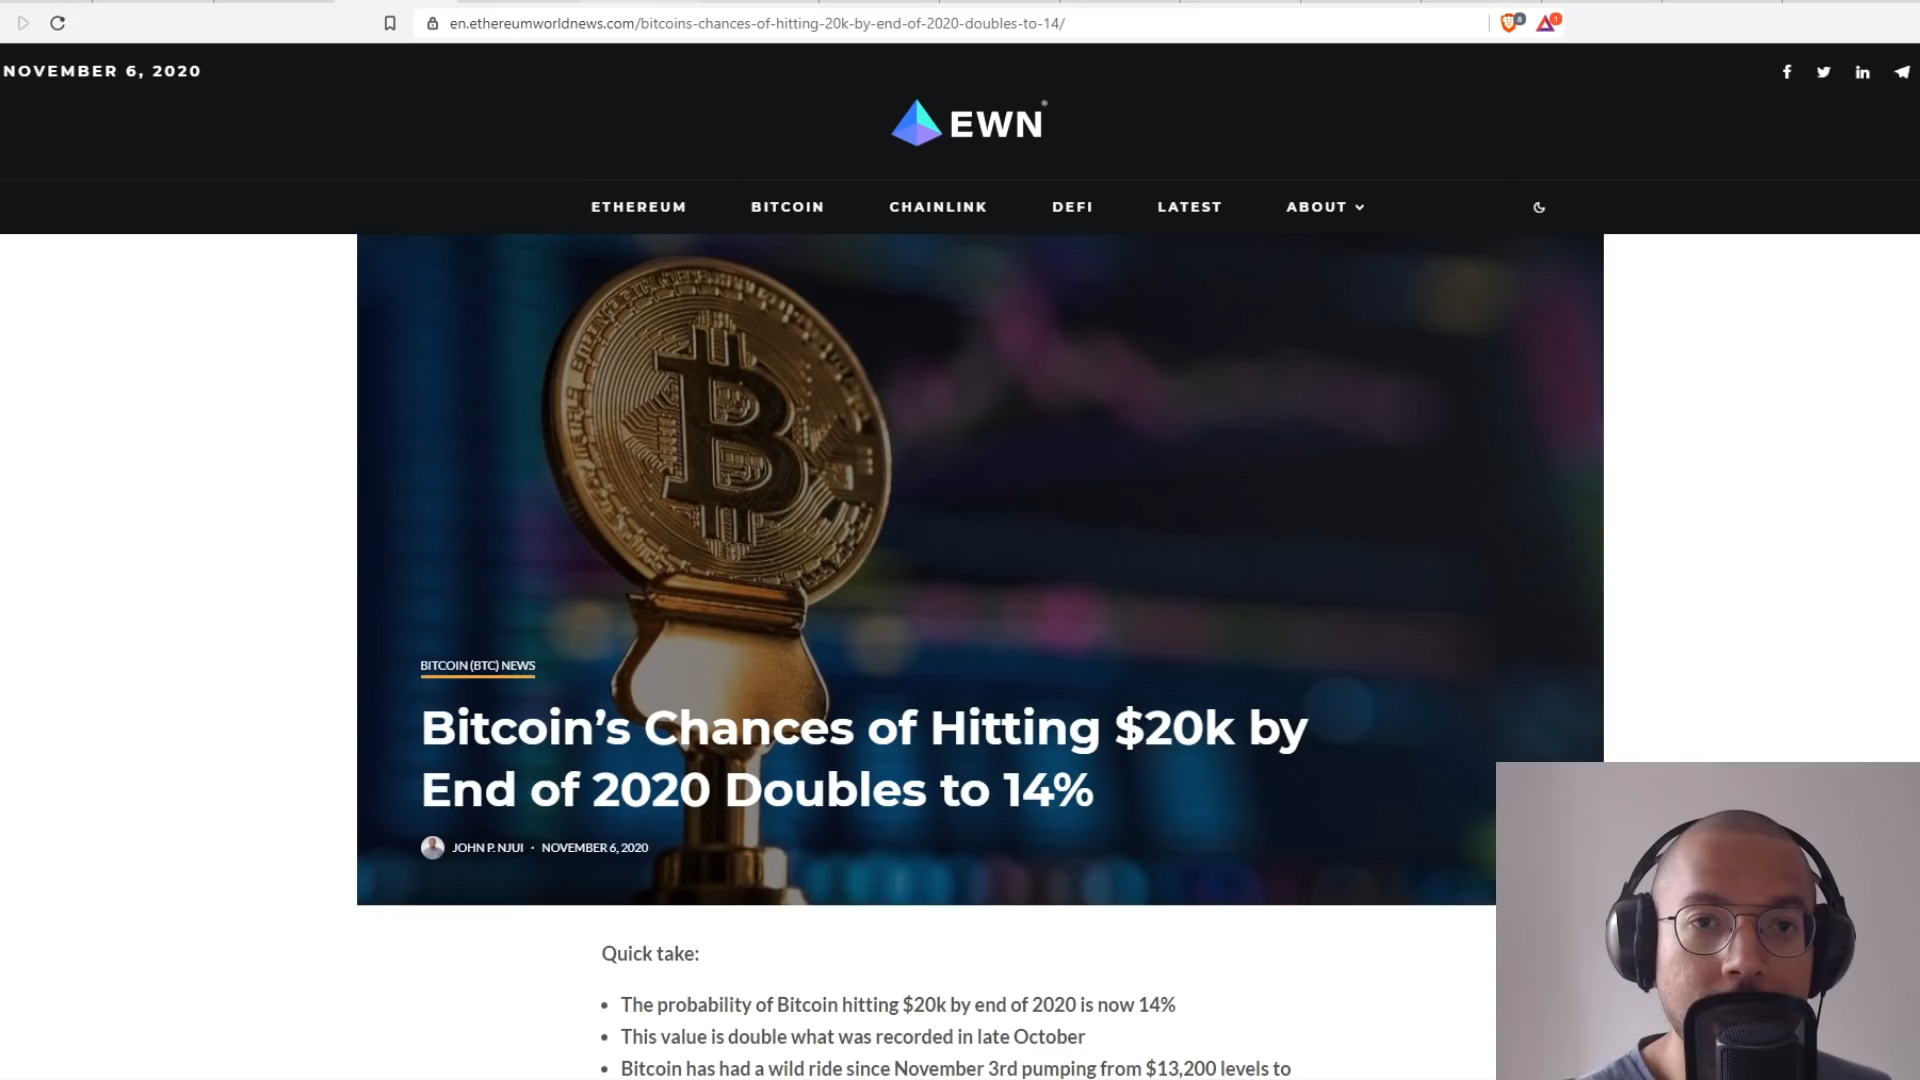 en.ethereumworldnews.com/bitcoins-chances-of-hitting-20k-by-end-of-2020-doubles-to-14/
8
1
NOVEMBER 6, 2020
EWN
ETHEREUM BITCOIN CHAINLINK DEFI LATEST ABOUT
BITCOIN (BTC) NEWS
Bitcoin’s Chances of Hitting $20k by
End of 2020 Doubles to 14%
JOHN P. NJUI · NOVEMBER 6, 2020
Quick take:
• The probability of Bitcoin hitting $20k by end of 2020 is now 14%
• This value is double what was recorded in late October
• Bitcoin has had a wild ride since November 3rd pumping from $13,200 levels to